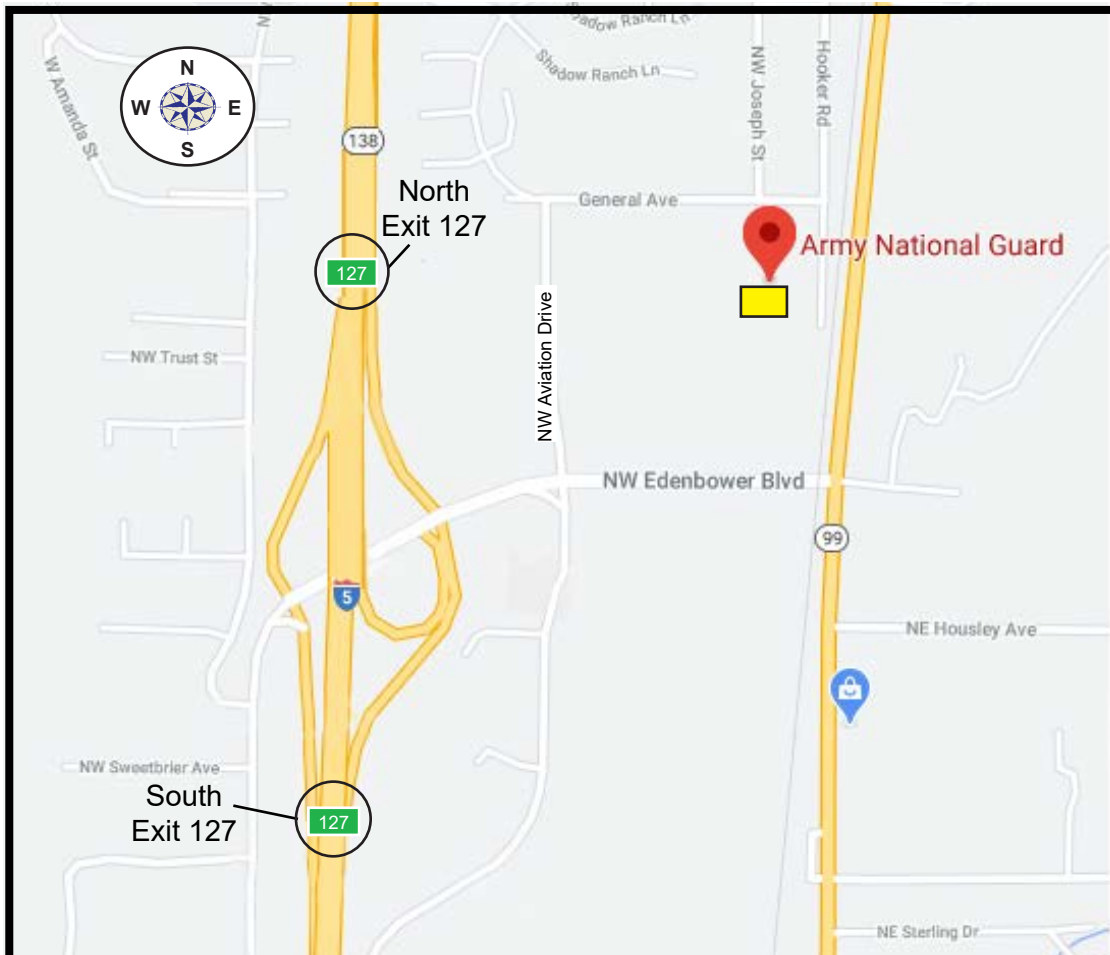 Shadow Ranch Ln
N
W
E
S
W Amanda St
N
138
North
Exit 127
127
Shadow Ranch Ln
NW Joseph St
Hooker Rd
General Ave
Army National Guard
NW Trust St
NW Aviation Drive
NW Edenbower Blvd
99
5
NE Housley Ave
NW Sweetbrier Ave
South
Exit 127
127
NE Sterling Dr